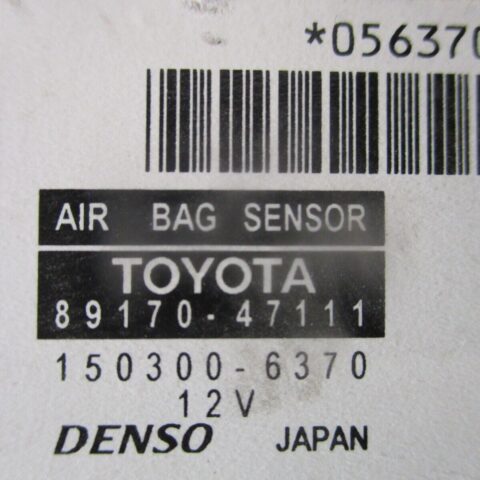 *056370
AIR BAG SENSOR
TOYOTA
89170-47111
150300-6370
12V
DENSO JAPAN